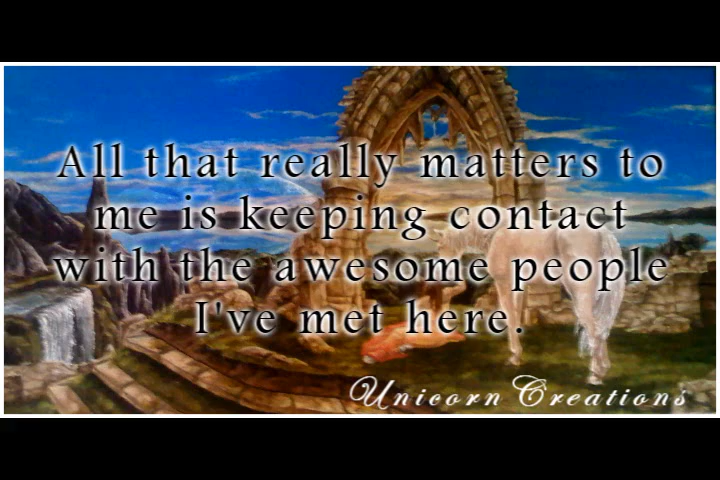 All that really matters to
me is keeping contact
with the awesome people
I've met here.
Unicorn Creations